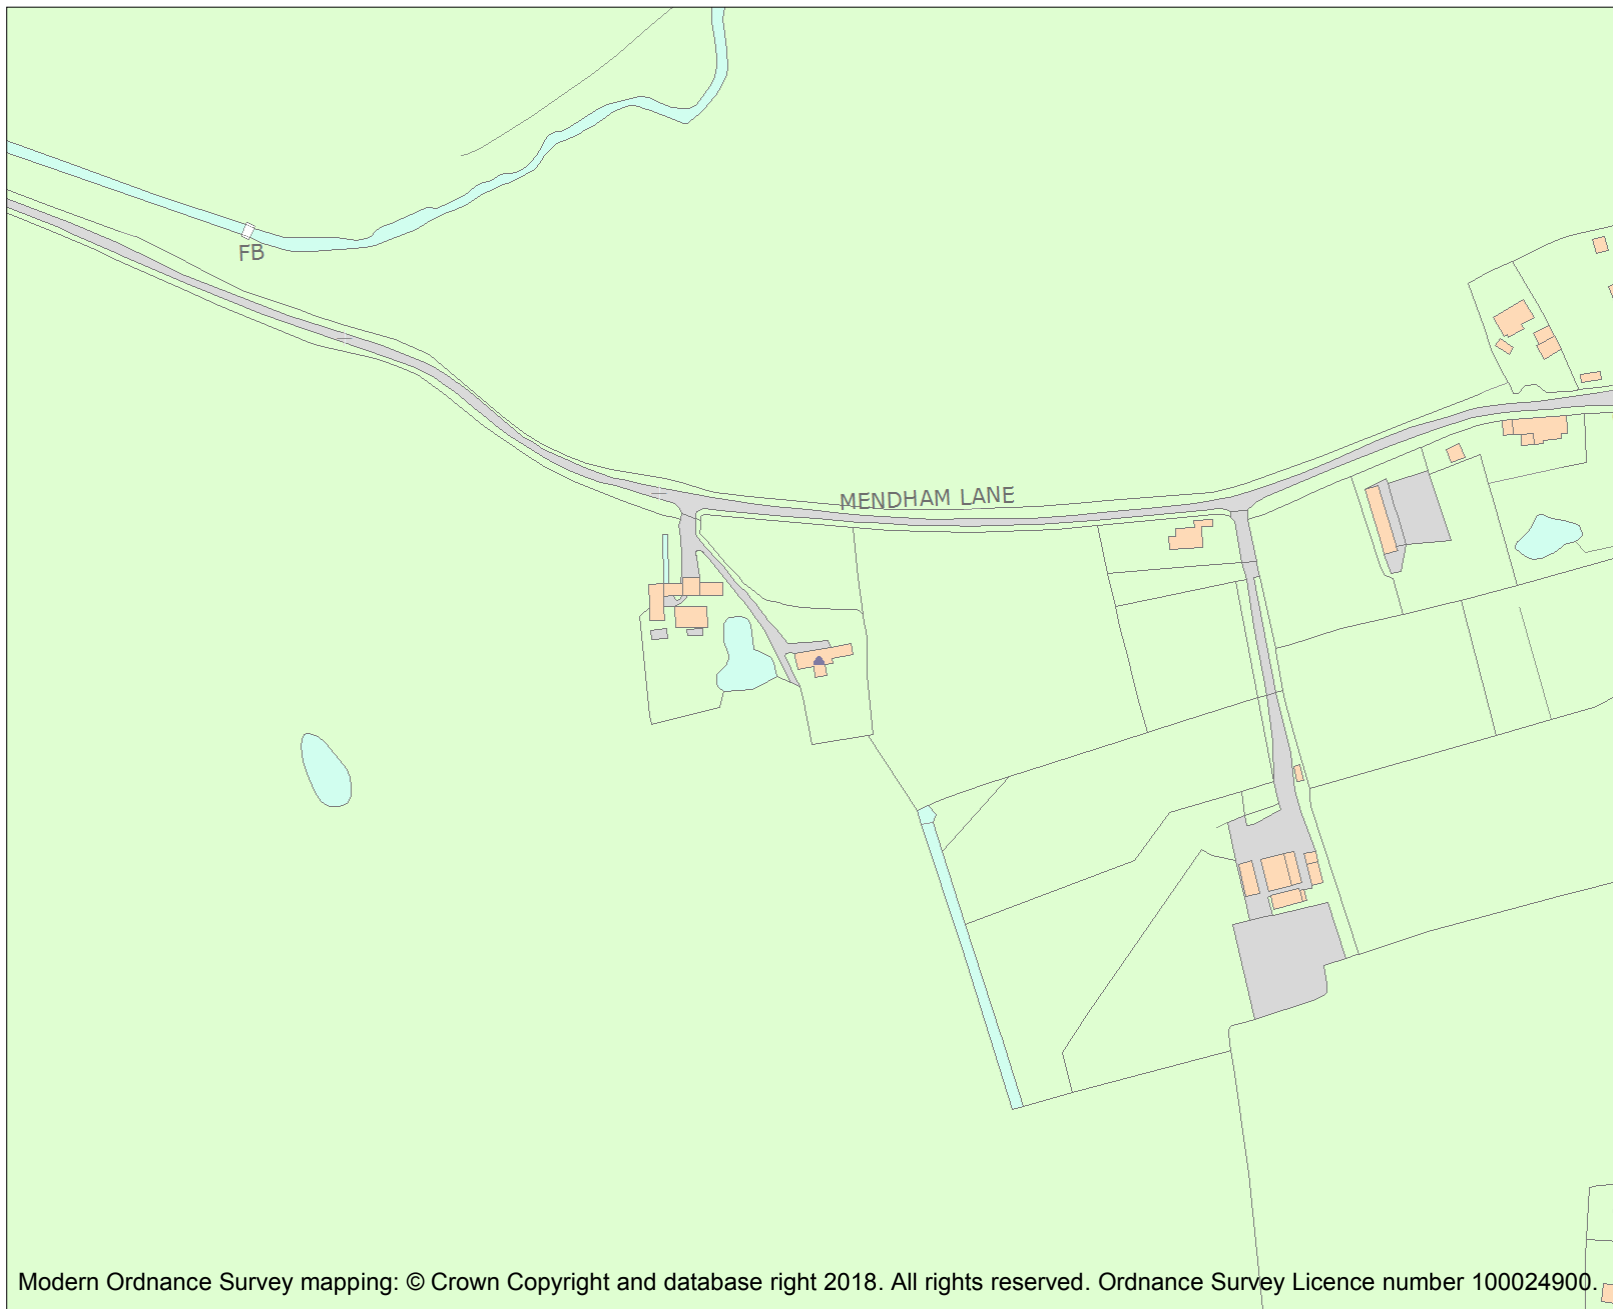 FB
MENDHAM LANE
Modern Ordnance Survey mapping: © Crown Copyright and database right 2018. All rights reserved. Ordnance Survey Licence number 100024900.